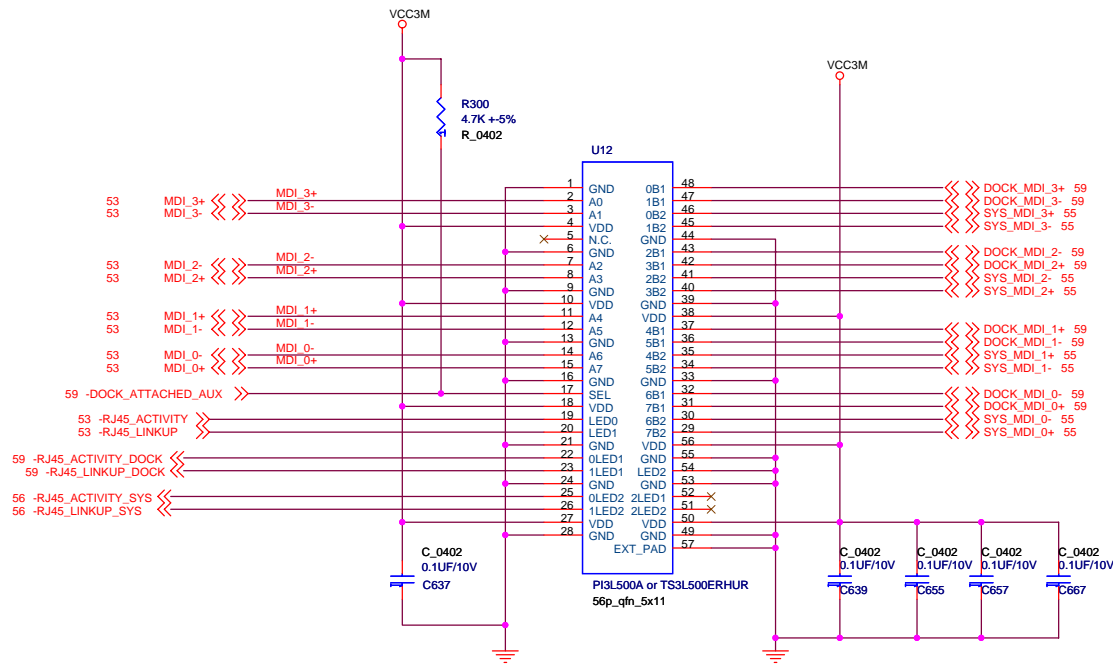 VCC3M
VCC3M
R300
4.7K +-5%
R_0402
1
U12
53 MDI_3+ MDI_3+
53 MDI_3- MDI_3-
53 MDI_2- MDI_2-
53 MDI_2+ MDI_2+
53 MDI_1+ MDI_1+
53 MDI_1- MDI_1-
53 MDI_0- MDI_0-
53 MDI_0+ MDI_0+
59 -DOCK_ATTACHED_AUX
53 -RJ45_ACTIVITY
53 -RJ45_LINKUP
59 -RJ45_ACTIVITY_DOCK
59 -RJ45_LINKUP_DOCK
56 -RJ45_ACTIVITY_SYS
56 -RJ45_LINKUP_SYS
1 GND
2 A0
3 A1
4 VDD
5 N.C.
6 GND
7 A2
8 A3
9 GND
10 VDD
11 A4
12 A5
13 GND
14 A6
15 A7
16 GND
17 SEL
18 VDD
19 LED0
20 LED1
21 GND
22 0LED1
23 1LED1
24 GND
25 0LED2
26 1LED2
27 VDD
28 GND
0B1 48
1B1 47
0B2 46
1B2 45
GND 44
2B1 43
3B1 42
2B2 41
3B2 40
GND 39
VDD 38
4B1 37
5B1 36
4B2 35
5B2 34
GND 33
6B1 32
7B1 31
6B2 30
7B2 29
VDD 56
GND 55
LED2 54
GND 53
2LED1 52
2LED2 51
VDD 50
GND 49
EXT_PAD 57
DOCK_MDI_3+ 59
DOCK_MDI_3- 59
SYS_MDI_3+ 55
SYS_MDI_3- 55
DOCK_MDI_2- 59
DOCK_MDI_2+ 59
SYS_MDI_2- 55
SYS_MDI_2+ 55
DOCK_MDI_1+ 59
DOCK_MDI_1- 59
SYS_MDI_1+ 55
SYS_MDI_1- 55
DOCK_MDI_0- 59
DOCK_MDI_0+ 59
SYS_MDI_0- 55
SYS_MDI_0+ 55
C_0402
0.1UF/10V
C637
PI3L500A or TS3L500ERHUR
56p_qfn_5x11
C_0402
0.1UF/10V
C639
C_0402
0.1UF/10V
C655
C_0402
0.1UF/10V
C657
C_0402
0.1UF/10V
C667